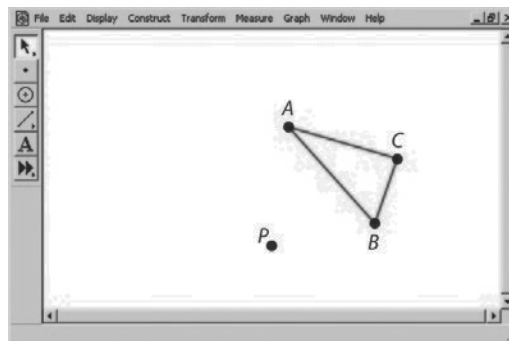 File Edit Display Construct Transform Measure Graph Window Help
A
A
C
B
P